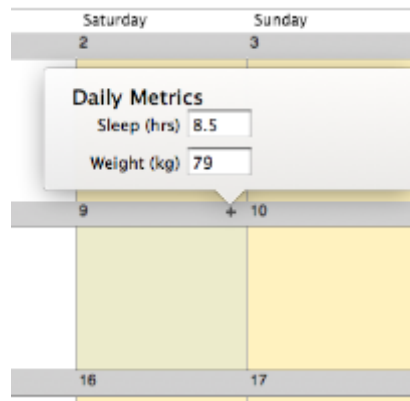 Saturday Sunday
2 3
Daily Metrics
Sleep (hrs) 8.5
Weight (kg) 79
9 + 10
16 17